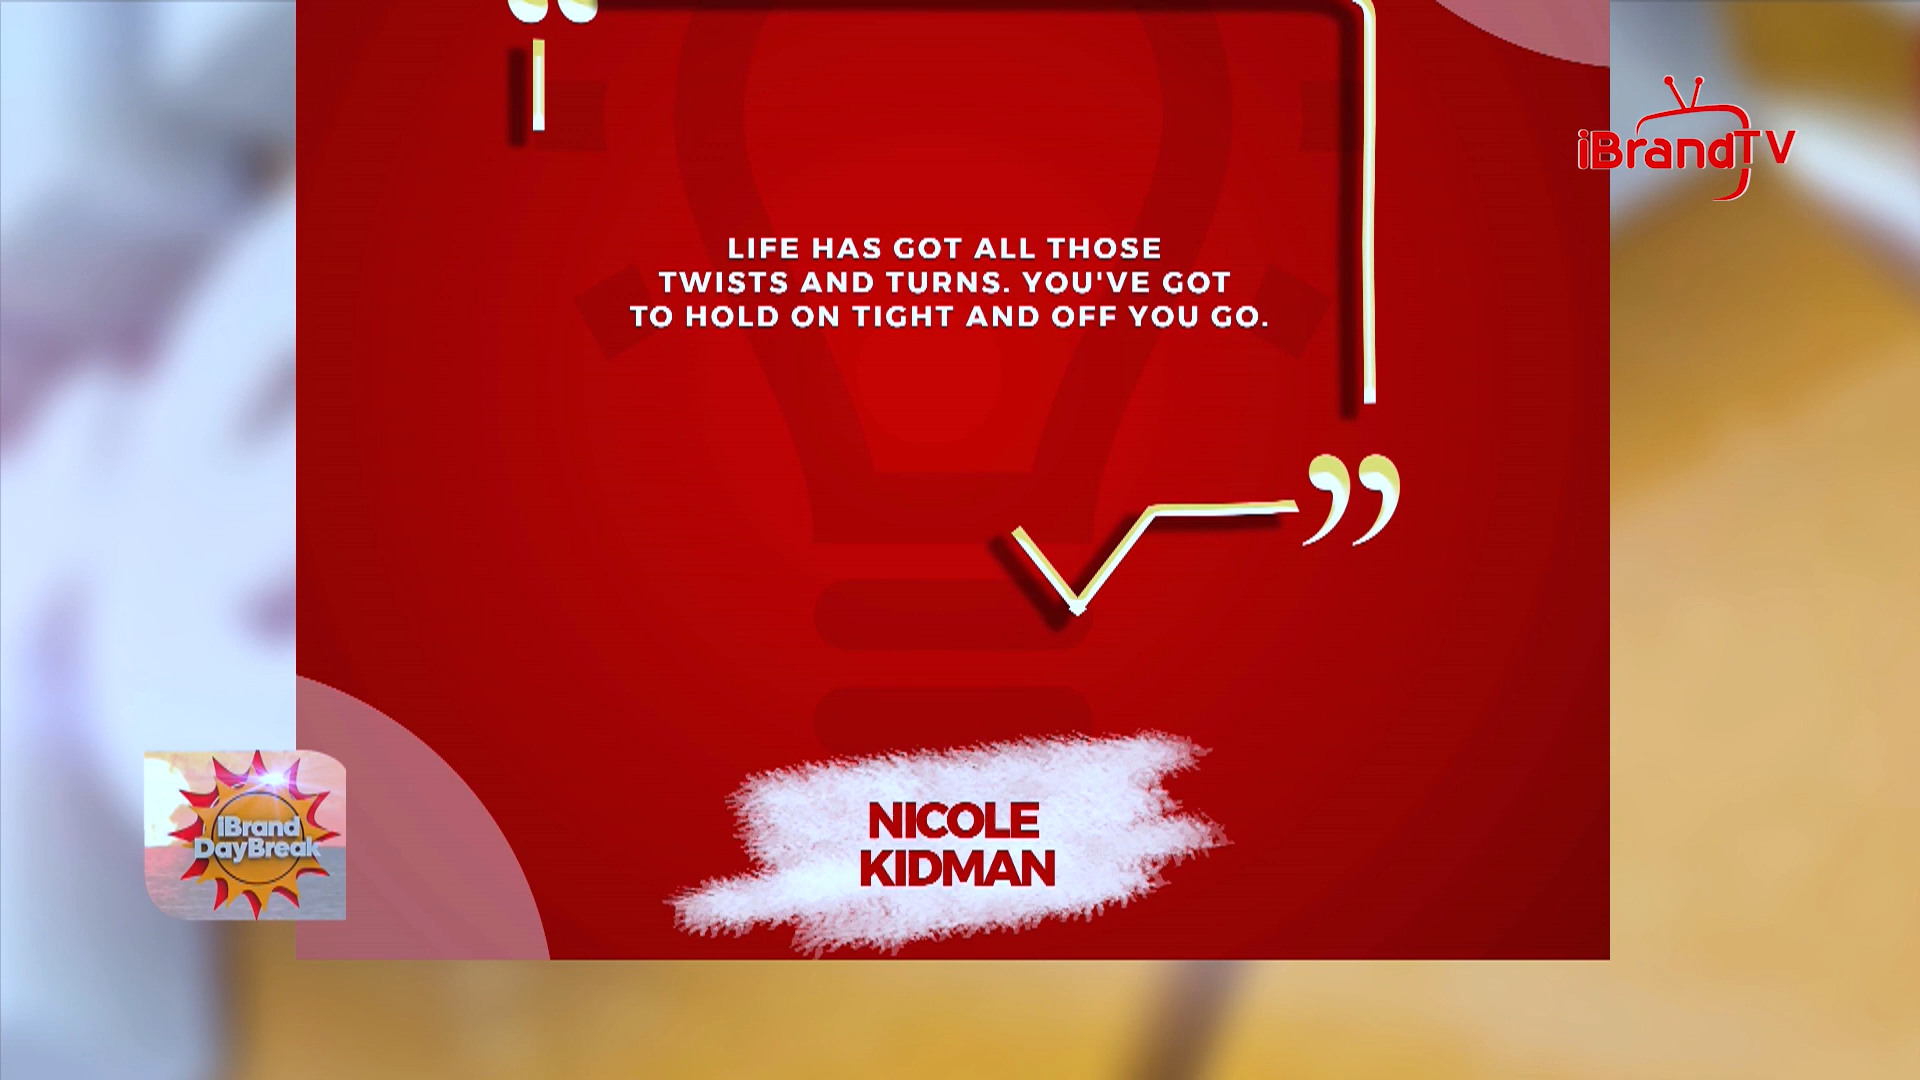 iBrandTV
LIFE HAS GOT ALL THOSE
TWISTS AND TURNS. YOU'VE GOT
TO HOLD ON TIGHT AND OFF YOU GO.
NICOLE
KIDMAN
iBrand
DayBreak